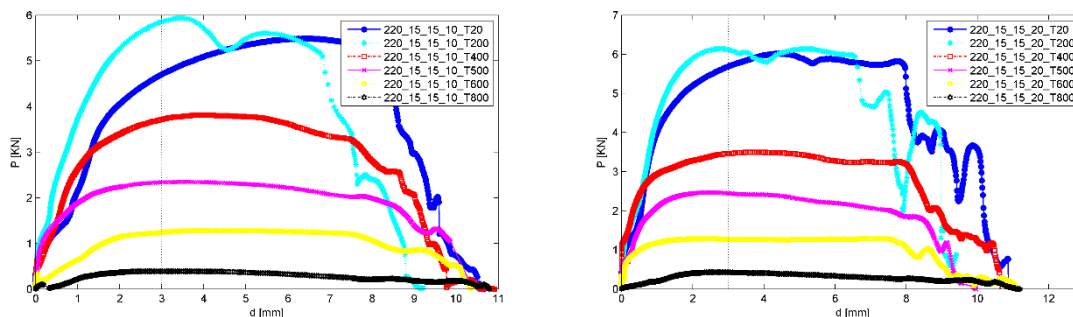 6
5
4
3
2
1
0
0 1 2 3 4 5 6 7 8 9 10 11
P [KN]
d [mm]
220_15_15_10_T20
220_15_15_10_T200
220_15_15_10_T400
220_15_15_10_T500
220_15_15_10_T600
220_15_15_10_T800
7
6
5
4
3
2
1
0
0 2 4 6 8 10 12
P [KN]
d [mm]
220_15_15_20_T20
220_15_15_20_T200
220_15_15_20_T400
220_15_15_20_T500
220_15_15_20_T600
220_15_15_20_T800